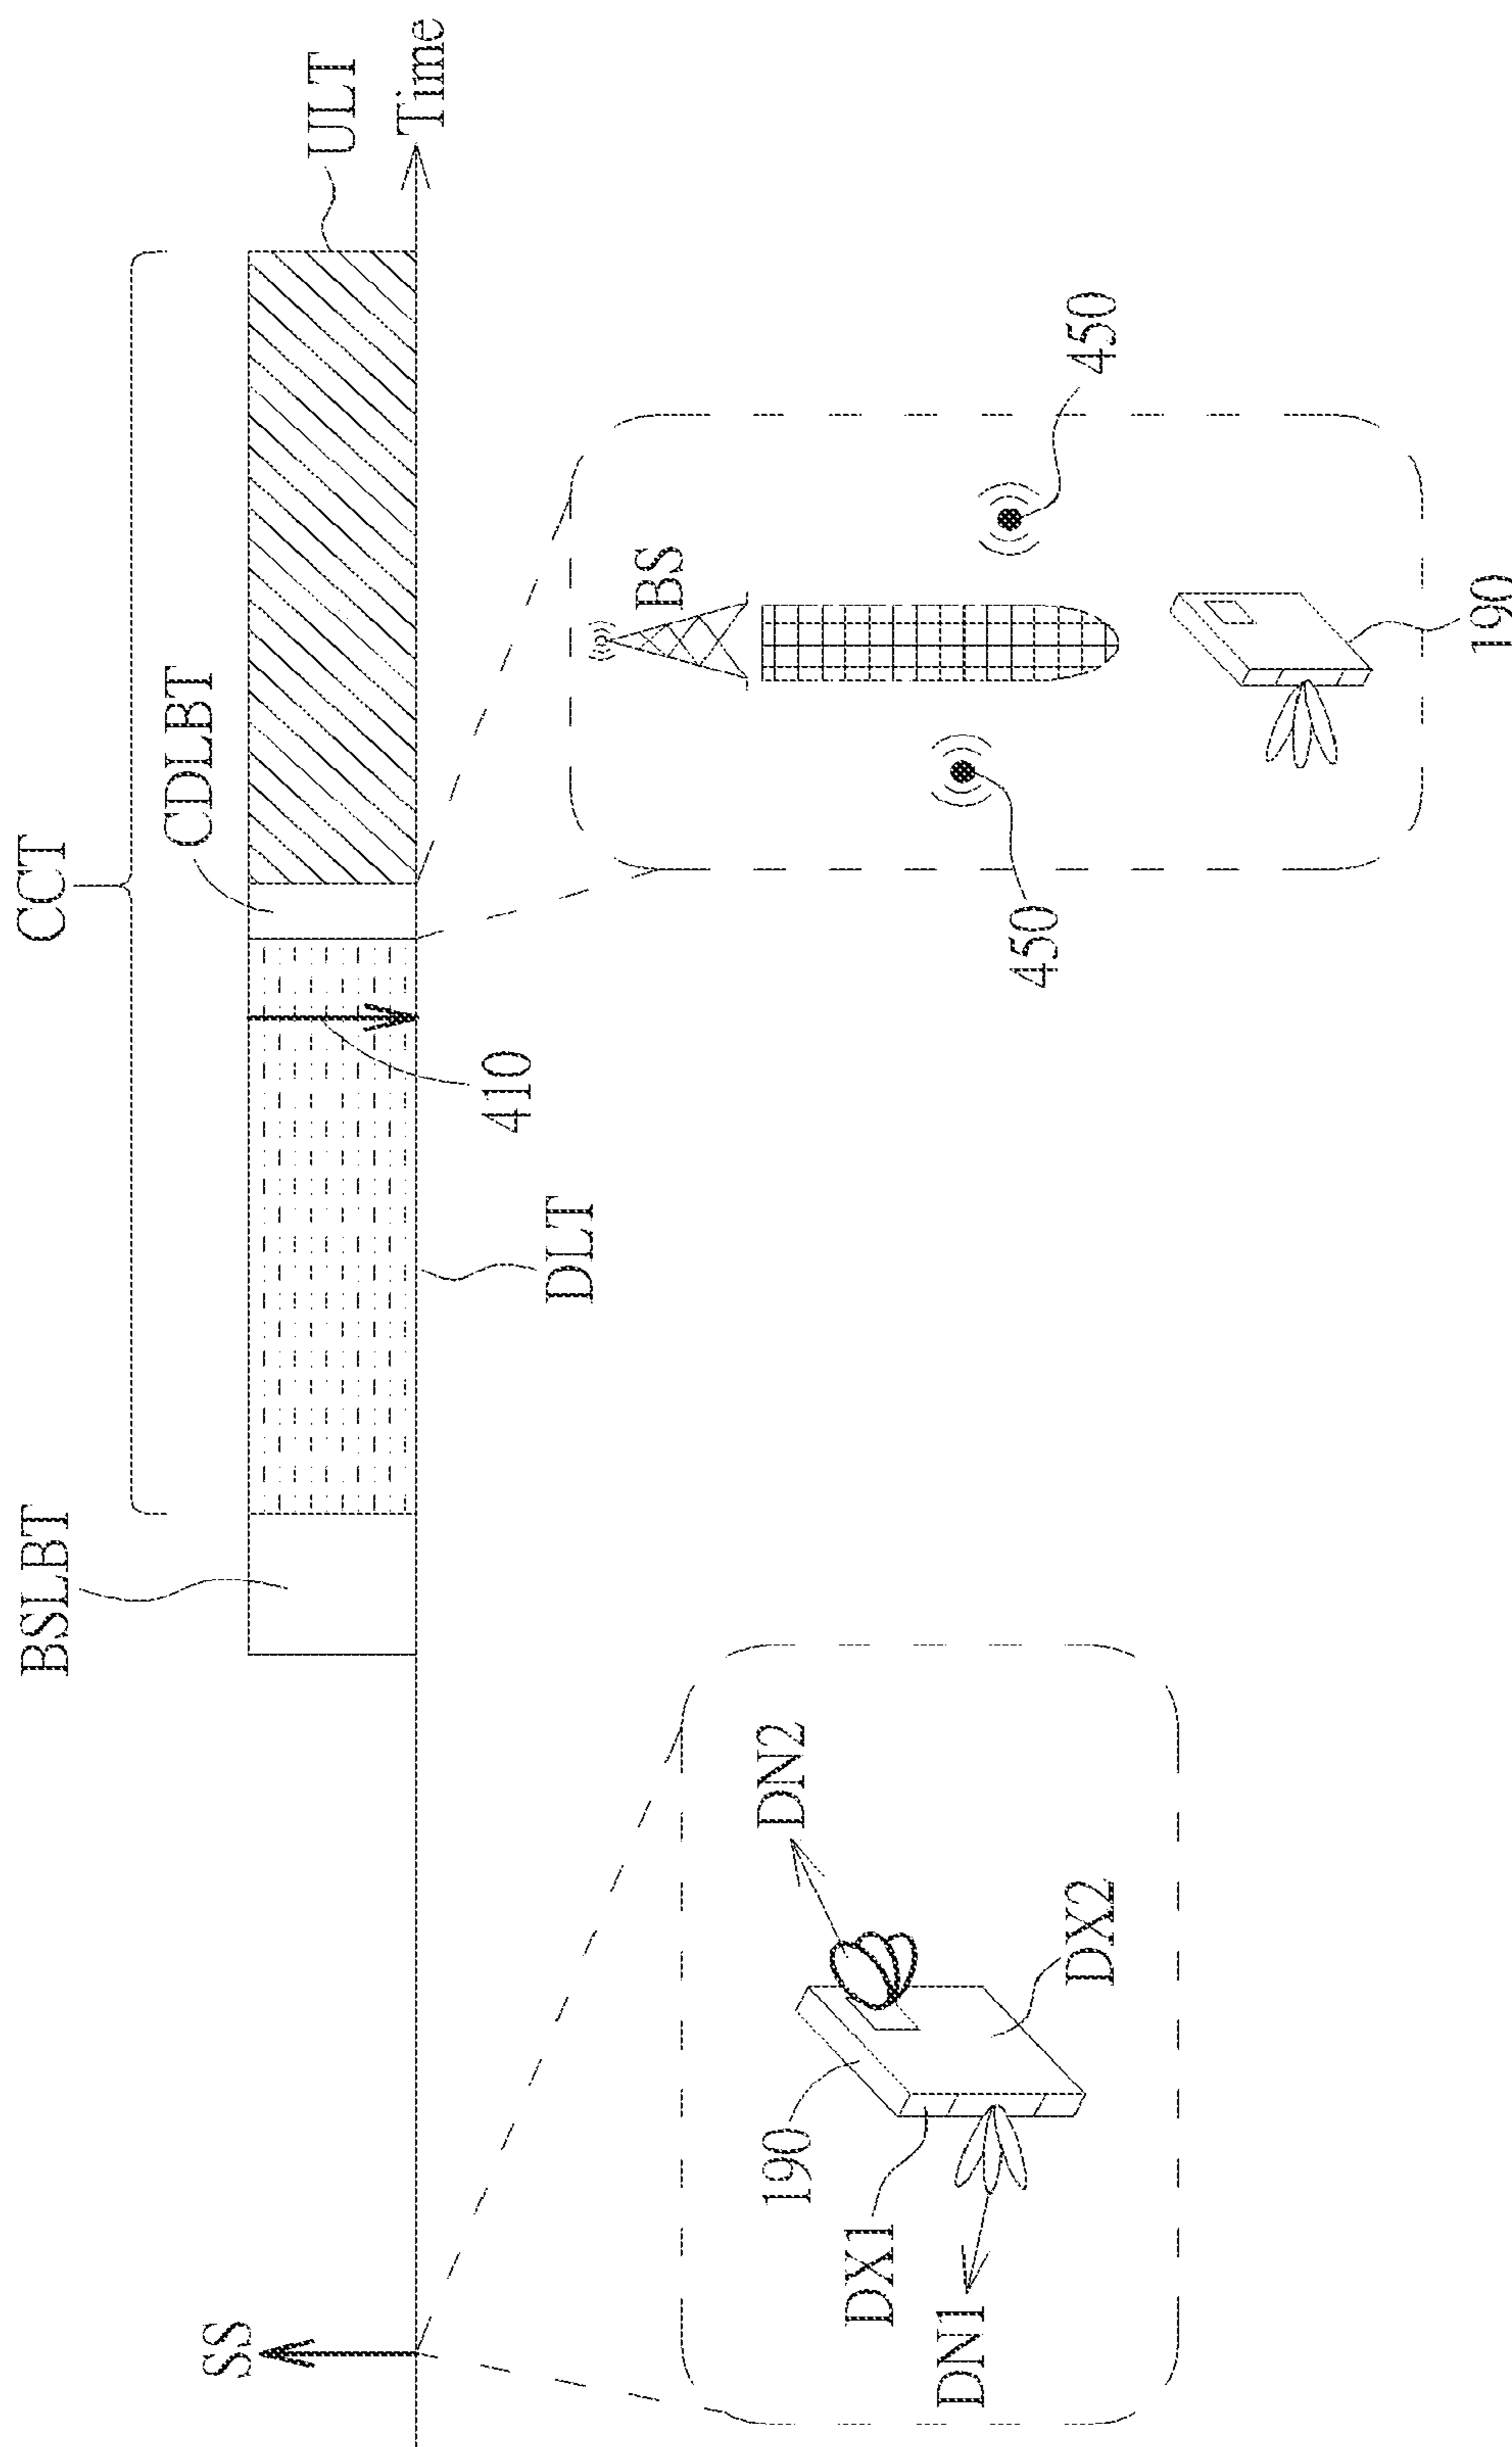 CCT
BSLBT
CDLBT
ULT
SS
Time
410
DLT
BS
450
450
190
DN2
190
DX1
DX2
DN1